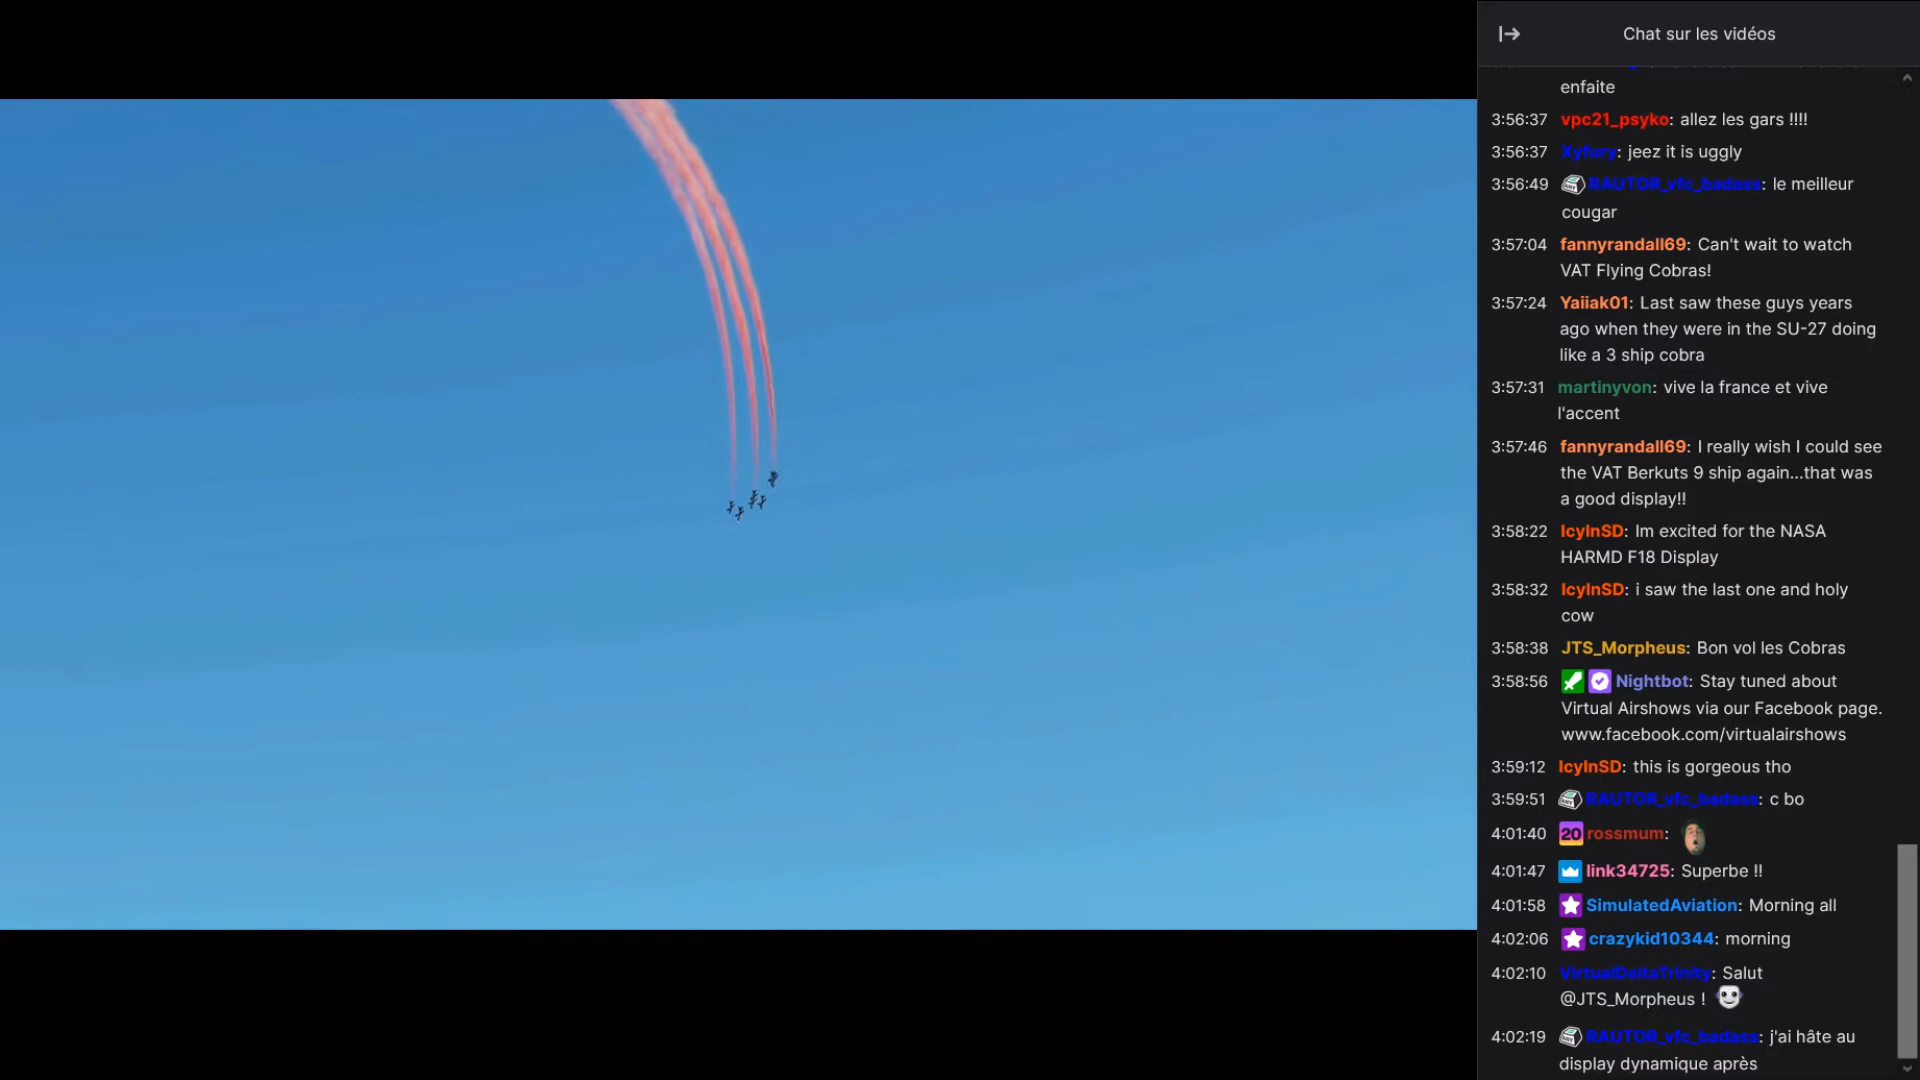 Chat sur les vidéos
enfaite
3:56:37 vpc21_psyko: allez les gars !!!!
3:56:37 Xyfury: jeez it is uggly
3:56:49 RAUTOR_vfc_badass: le meilleur
cougar
3:57:04 fannyrandall69: Can't wait to watch
VAT Flying Cobras!
3:57:24 Yaiiak01: Last saw these guys years
ago when they were in the SU-27 doing
like a 3 ship cobra
3:57:31 martinyvon: vive la france et vive
l'accent
3:57:46 fannyrandall69: I really wish I could see
the VAT Berkuts 9 ship again...that was
a good display!!
3:58:22 IcyInSD: Im excited for the NASA
HARMD F18 Display
3:58:32 IcyInSD: i saw the last one and holy
cow
3:58:38 JTS_Morpheus: Bon vol les Cobras
3:58:56 Nightbot: Stay tuned about
Virtual Airshows via our Facebook page.
www.facebook.com/virtualairshows
3:59:12 IcyInSD: this is gorgeous tho
3:59:51 RAUTOR_vfc_badass: c bo
4:01:40 20 rossmum:
4:01:47 link34725: Superbe !!
4:01:58 SimulatedAviation: Morning all
4:02:06 crazykid10344: morning
4:02:10 VirtualDeltaTrinity: Salut
@JTS_Morpheus !
4:02:19 RAUTOR_vfc_badass: j'ai hâte au
display dynamique après